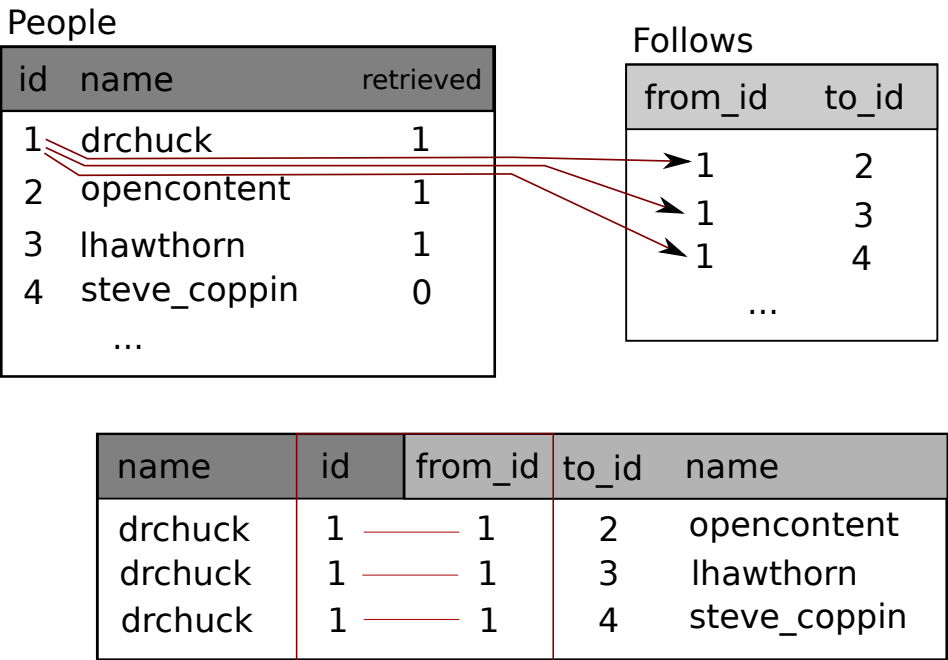 People
id name retrieved
1 drchuck 1
2 opencontent 1
3 lhawthorn 1
4 steve_coppin 0
...
Follows
from_id to_id
1 2
1 3
1 4
...
name id from_id to_id name
drchuck 1 1 2 opencontent
drchuck 1 1 3 lhawthorn
drchuck 1 1 4 steve_coppin